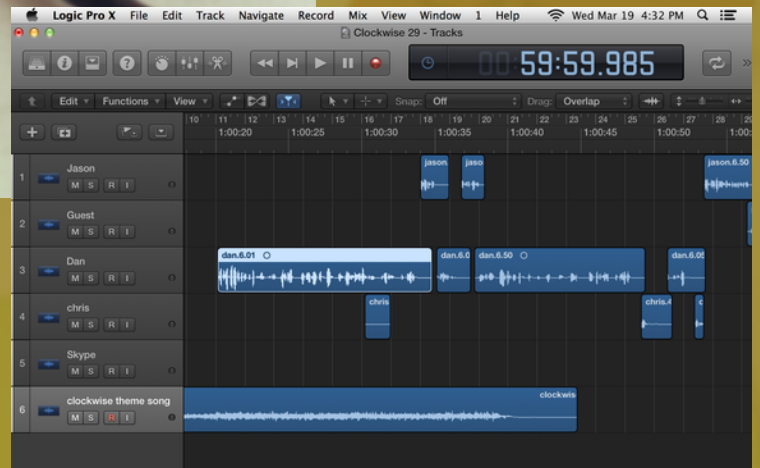 Logic Pro X File Edit Track Navigate Record Mix View Window 1 Help Wed Mar 19 4:32 PM
Clockwise 29 - Tracks
59:59.985
Edit Functions View Snap: Off Drag: Overlap
10 11 12 13 14 15 16 17 18 19 20 21 22 23 24 25 26 27 28 29
1:00:20 1:00:25 1:00:30 1:00:35 1:00:40 1:00:45 1:00:50 1:00:
1 Jason M S R I jason jaso jason.6.50
2 Guest M S R I
3 Dan M S R I dan.6.01 dan.6.0 dan.6.50 dan.6.05
4 chris M S R I chris chris.4 c
5 Skype M S R I
6 clockwise theme song M S R I clockwis